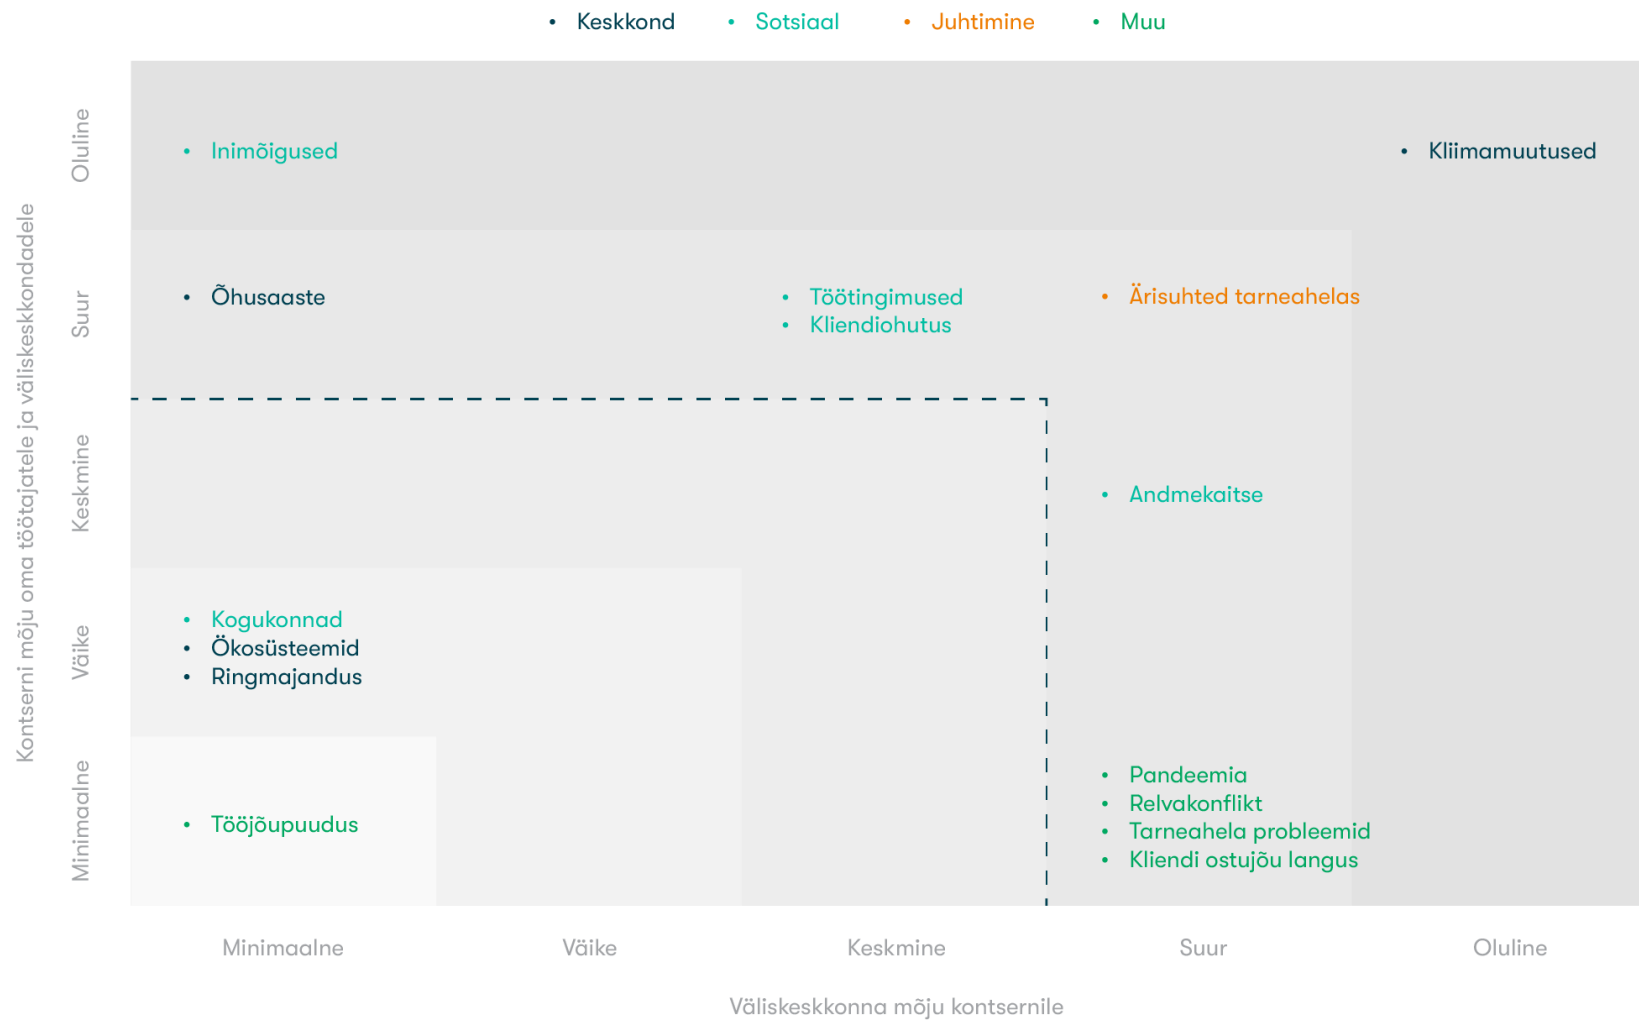 • Keskkond • Sotsiaal • Juhtimine • Muu
Kontserni mõju oma töötajatele ja väliskeskkondadele
Oluline
• Inimõigused
• Kliimamuutused
Suur
• Õhusaaste
• Töötingimused
• Kliendiohutus
• Ärisuhted tarneahelas
Keskmine
• Andmekaitse
Väike
• Kogukonnad
• Ökosüsteemid
• Ringmajandus
Minimaalne
• Tööjõupuudus
• Pandeemia
• Relvakonflikt
• Tarneahela probleemid
• Kliendi ostujõu langus
Minimaalne Väike Keskmine Suur Oluline
Väliskeskkonna mõju kontsernile